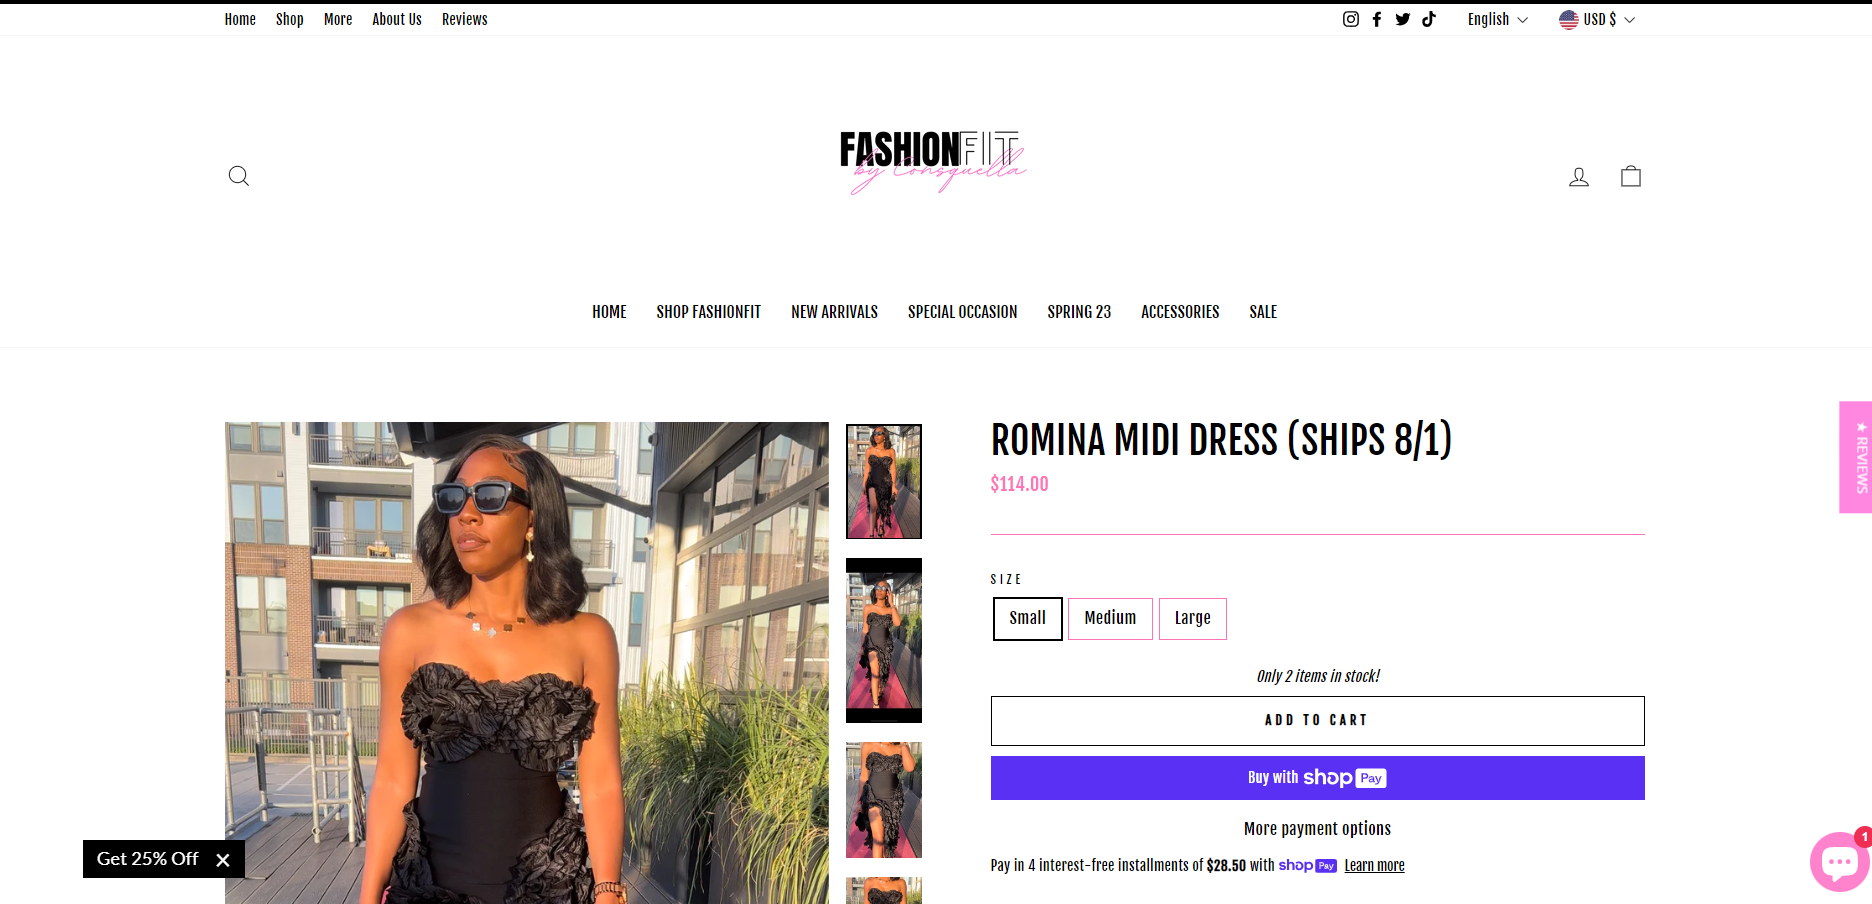 Home Shop More About Us Reviews
English USD $
FASHIONFIT
by Consquella
HOME SHOP FASHIONFIT NEW ARRIVALS SPECIAL OCCASION SPRING 23 ACCESSORIES SALE
ROMINA MIDI DRESS (SHIPS 8/1)
$114.00
★ REVIEWS
SIZE
Small Medium Large
Only 2 items in stock!
ADD TO CART
Buy with shop Pay
More payment options
Pay in 4 interest-free installments of $28.50 with shop Pay Learn more
Get 25% Off ✕
1